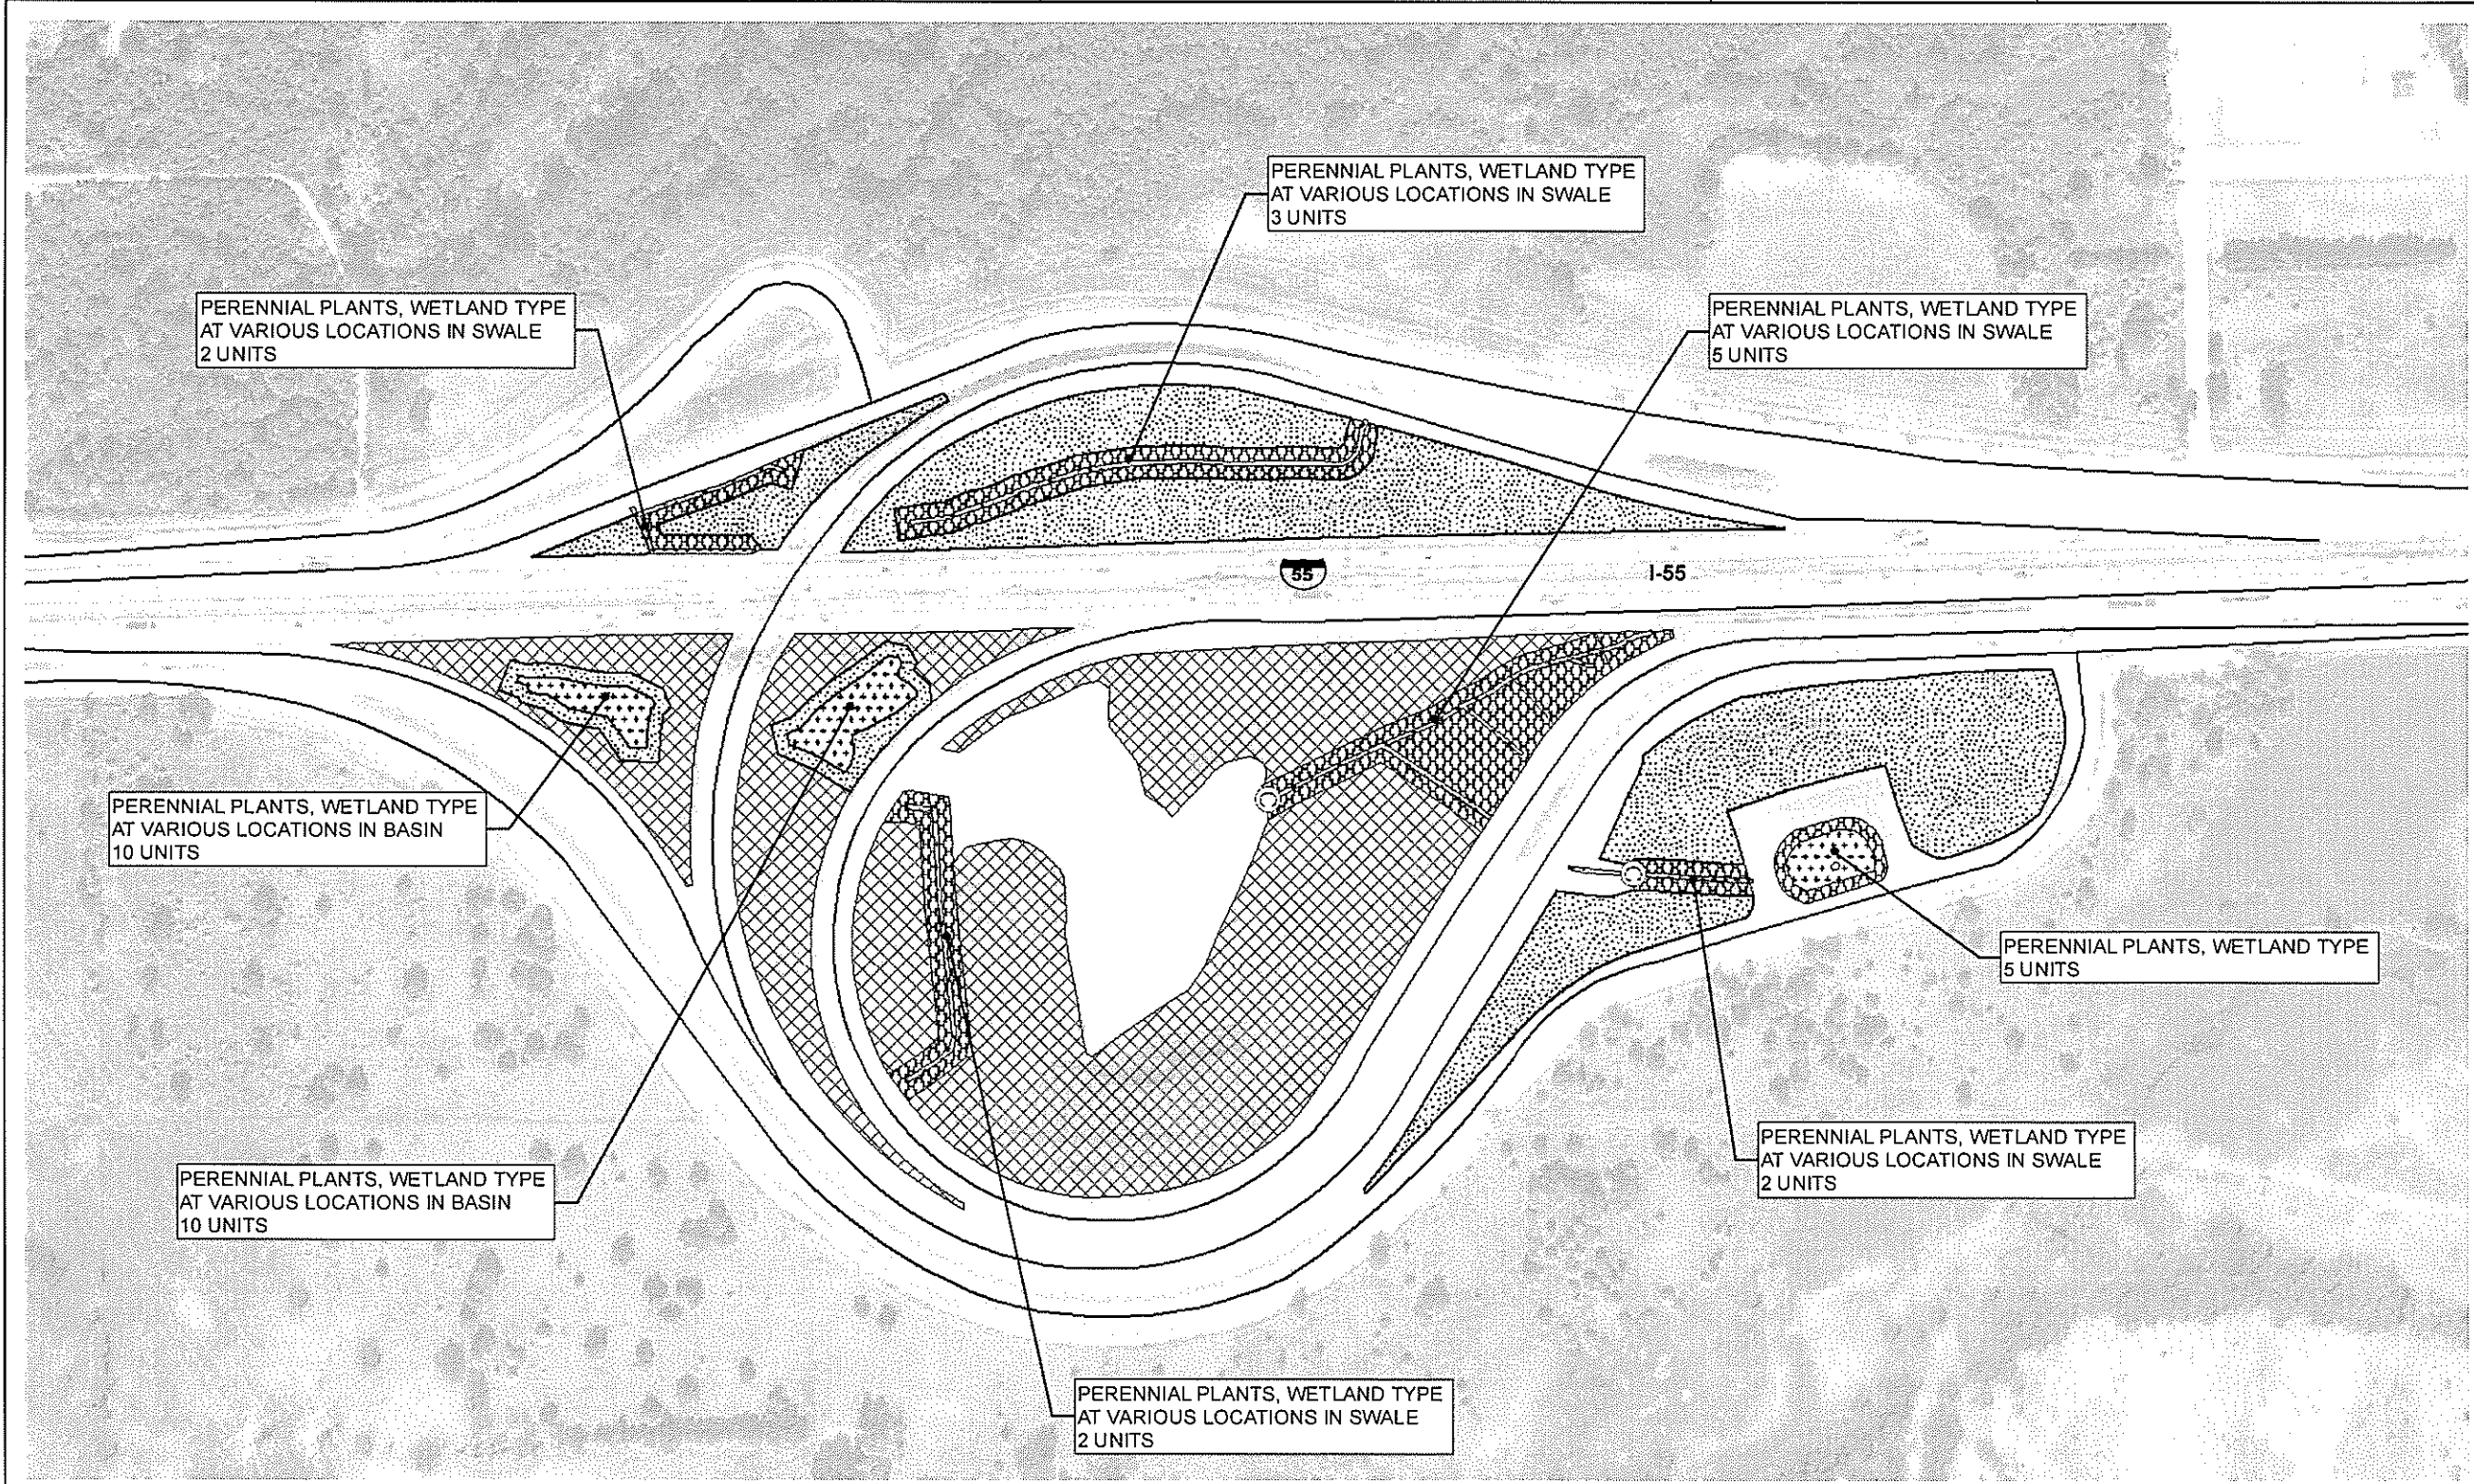 PERENNIAL PLANTS, WETLAND TYPE
AT VARIOUS LOCATIONS IN SWALE
3 UNITS
PERENNIAL PLANTS, WETLAND TYPE
AT VARIOUS LOCATIONS IN SWALE
2 UNITS
PERENNIAL PLANTS, WETLAND TYPE
AT VARIOUS LOCATIONS IN SWALE
5 UNITS
55
I-55
PERENNIAL PLANTS, WETLAND TYPE
AT VARIOUS LOCATIONS IN BASIN
10 UNITS
PERENNIAL PLANTS, WETLAND TYPE
5 UNITS
PERENNIAL PLANTS, WETLAND TYPE
AT VARIOUS LOCATIONS IN SWALE
2 UNITS
PERENNIAL PLANTS, WETLAND TYPE
AT VARIOUS LOCATIONS IN BASIN
10 UNITS
PERENNIAL PLANTS, WETLAND TYPE
AT VARIOUS LOCATIONS IN SWALE
2 UNITS